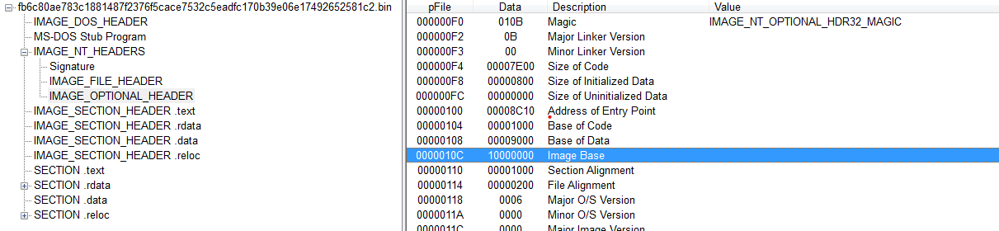 fb6c80ae783c1881487f2376f5cace7532c5eadfc170b39e06e17492652581c2.bin
IMAGE_DOS_HEADER
MS-DOS Stub Program
IMAGE_NT_HEADERS
Signature
IMAGE_FILE_HEADER
IMAGE_OPTIONAL_HEADER
IMAGE_SECTION_HEADER .text
IMAGE_SECTION_HEADER .rdata
IMAGE_SECTION_HEADER .data
IMAGE_SECTION_HEADER .reloc
SECTION .text
SECTION .rdata
SECTION .data
SECTION .reloc
pFile Data Description Value
000000F0 010B Magic IMAGE_NT_OPTIONAL_HDR32_MAGIC
000000F2 0B Major Linker Version
000000F3 00 Minor Linker Version
000000F4 00007E00 Size of Code
000000F8 00000800 Size of Initialized Data
000000FC 00000000 Size of Uninitialized Data
00000100 00008C10 Address of Entry Point
00000104 00001000 Base of Code
00000108 00009000 Base of Data
0000010C 10000000 Image Base
00000110 00001000 Section Alignment
00000114 00000200 File Alignment
00000118 0006 Major O/S Version
0000011A 0000 Minor O/S Version
0000011C 0000 Major Image Version